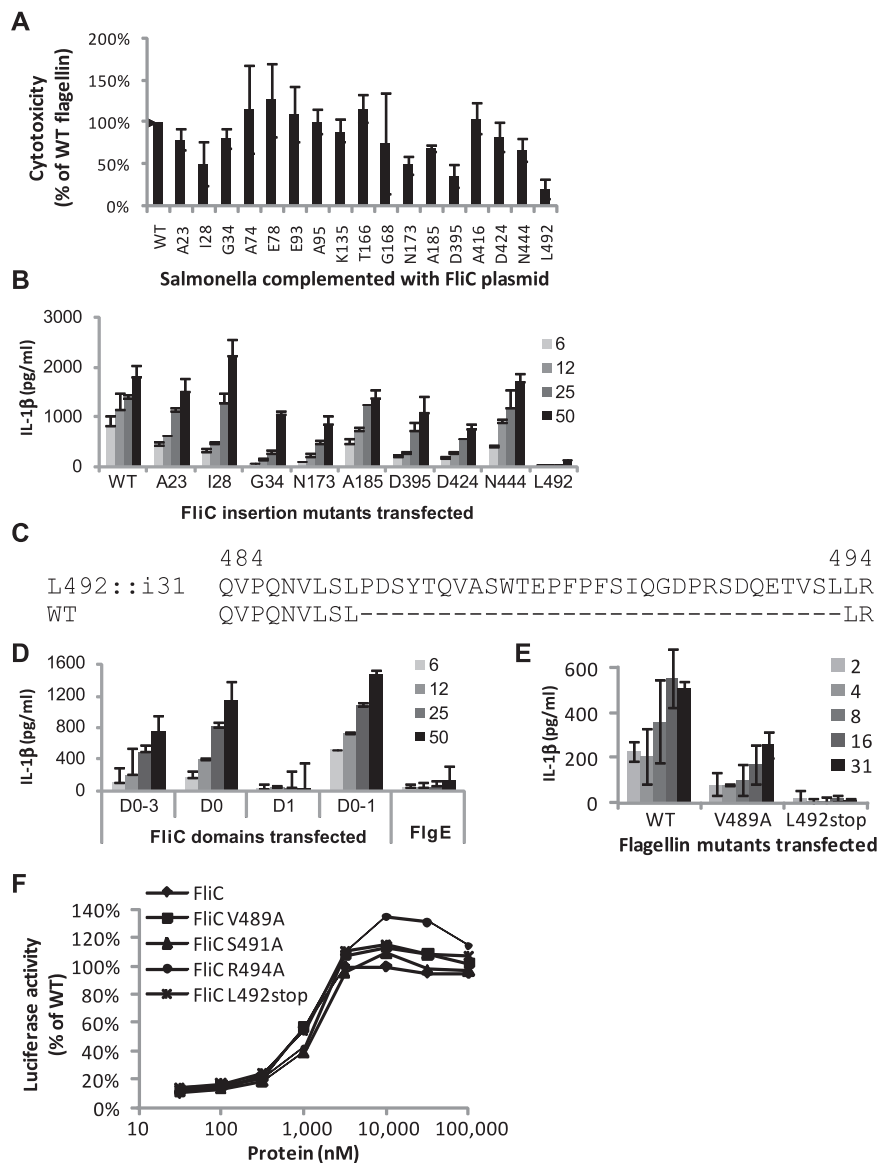 A
200%
150%
100%
50%
0%
Cytotoxicity
(% of WT flagellin)
WT A23 I28 G34 A74 E78 E93 A95 K135 T166 G168 N173 A185 D395 A416 D424 N444 L492
Salmonella complemented with FliC plasmid
B
3000
2000
1000
0
IL-1β (pg/ml)
6
12
25
50
WT A23 I28 G34 N173 A185 D395 D424 N444 L492
FliC insertion mutants transfected
C
484 494
L492::i31 QVPQNVLSLPDSYTQVASWTEPFPFSIQGDPRSDQETVSLLR
WT QVPQNVLSL---------------------------------LR
D
1600
1200
800
400
0
IL-1β (pg/ml)
6
12
25
50
D0-3 D0 D1 D0-1
FliC domains transfected FlgE
E
600
400
200
0
IL-1β (pg/ml)
2
4
8
16
31
WT V489A L492stop
Flagellin mutants transfected
F
FliC
FliC V489A
FliC S491A
FliC R494A
FliC L492stop
140%
120%
100%
80%
60%
40%
20%
0%
Luciferase activity
(% of WT)
10 100 1,000 10,000 100,000
Protein (nM)